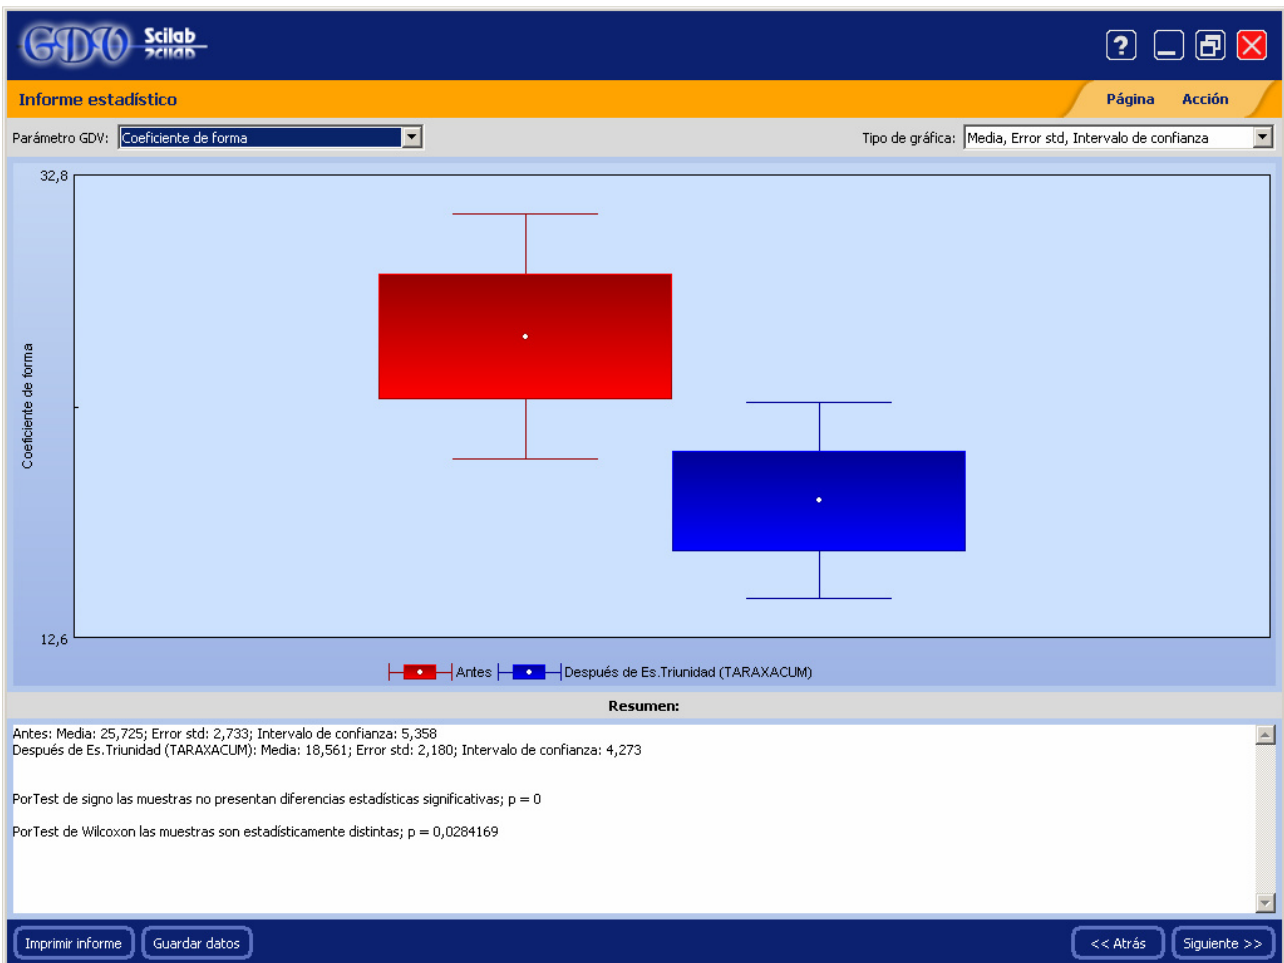 GDV Scilab
Informe estadístico
Página Acción
Parámetro GDV: Coeficiente de forma
Tipo de gráfica: Media, Error std, Intervalo de confianza
32,8
Coeficiente de forma
12,6
Antes Después de Es.Triunidad (TARAXACUM)
Resumen:
Antes: Media: 25,725; Error std: 2,733; Intervalo de confianza: 5,358
Después de Es.Triunidad (TARAXACUM): Media: 18,561; Error std: 2,180; Intervalo de confianza: 4,273
PorTest de signo las muestras no presentan diferencias estadísticas significativas; p = 0
PorTest de Wilcoxon las muestras son estadísticamente distintas; p = 0,0284169
Imprimir informe Guardar datos << Atrás Siguiente >>